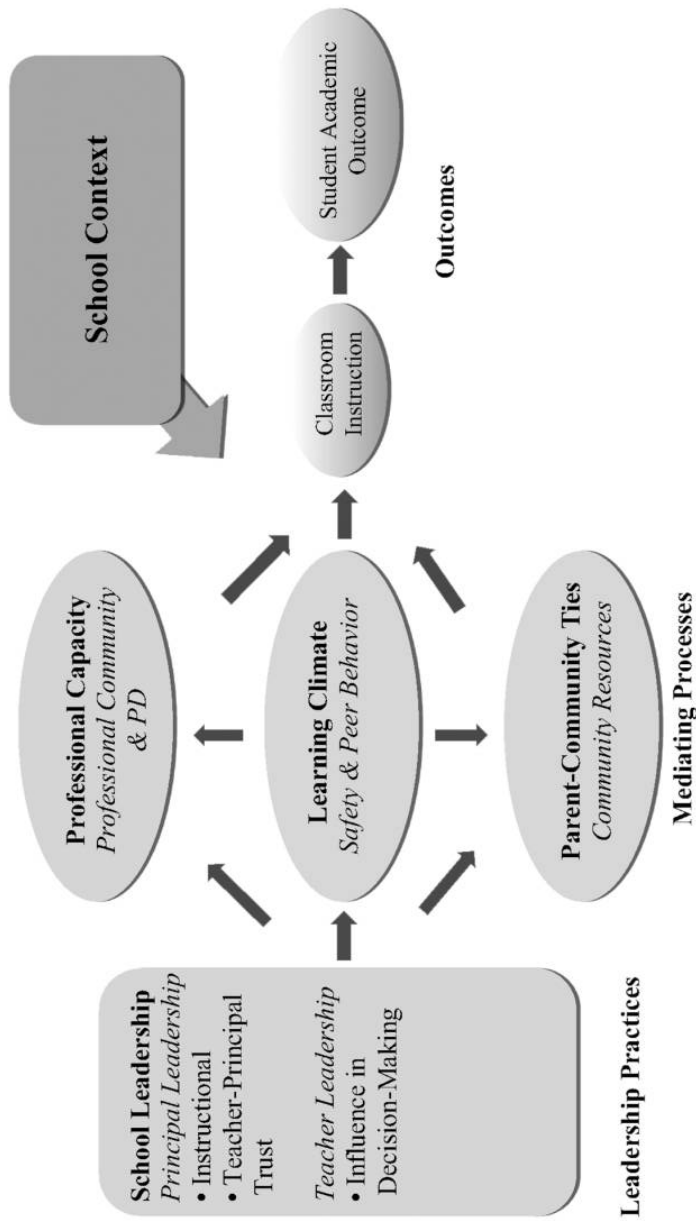 School Leadership
Principal Leadership
• Instructional
• Teacher-Principal
Trust
Teacher Leadership
• Influence in
Decision-Making
Leadership Practices
Professional Capacity
Professional Community
& PD
Learning Climate
Safety & Peer Behavior
Parent-Community Ties
Community Resources
Mediating Processes
School Context
Classroom
Instruction
Student Academic
Outcome
Outcomes